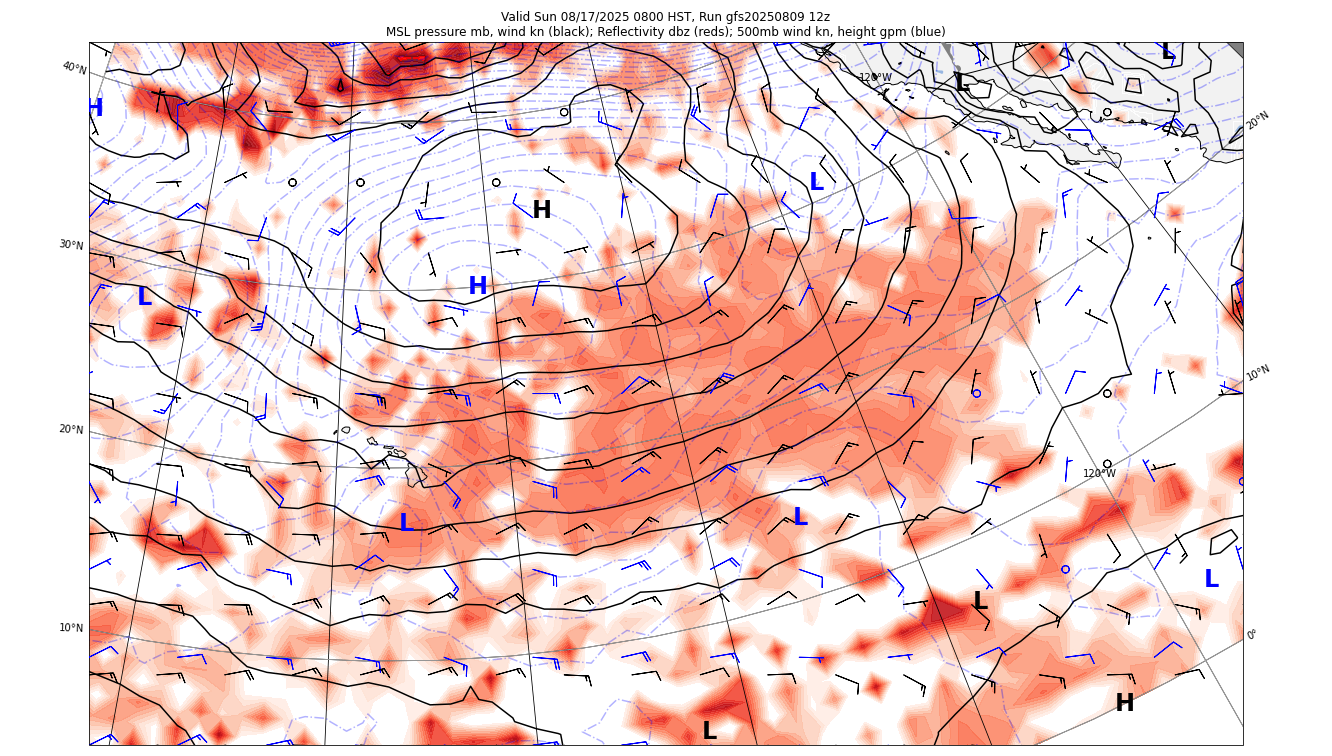 Valid Sun 08/17/2025 0800 HST, Run gfs20250809 12z
MSL pressure mb, wind kn (black); Reflectivity dbz (reds); 500mb wind kn, height gpm (blue)
40°N
120°W
L
L
H
20°N
L
H
30°N
H
L
10°N
20°N
120°W
L
L
L
L
10°N
0°
H
L